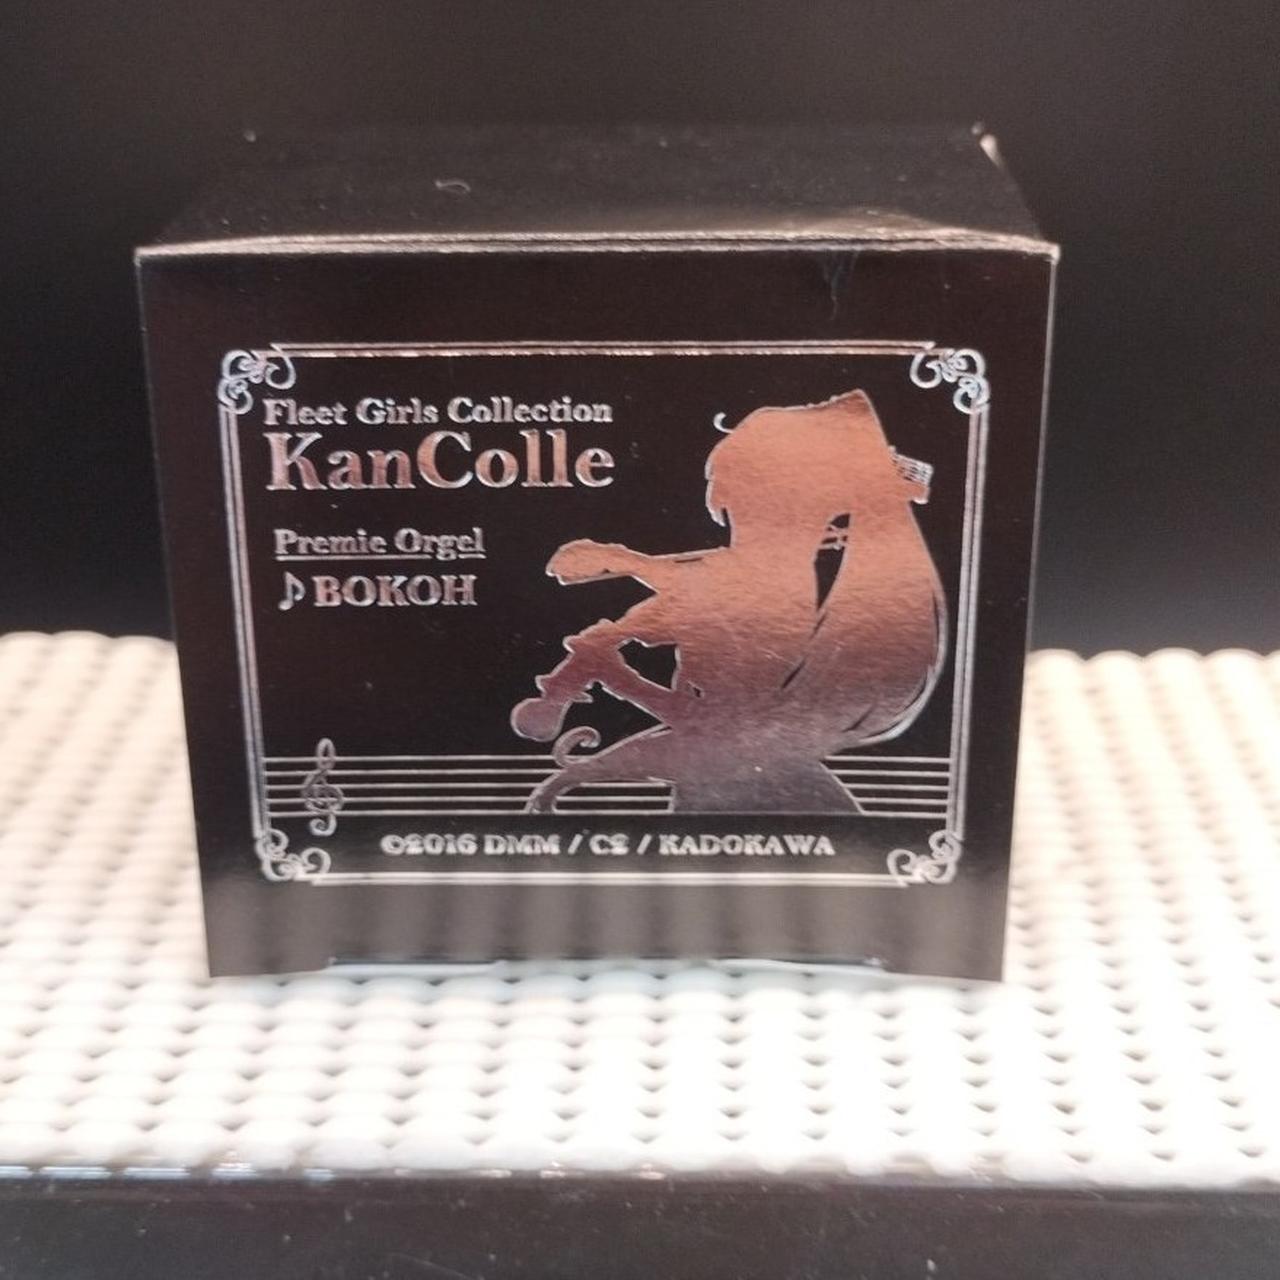 Fleet Girls Collection
KanColle
Premie Orgel
♪BOKOH
©2016 DMM / C2 / KADOKAWA